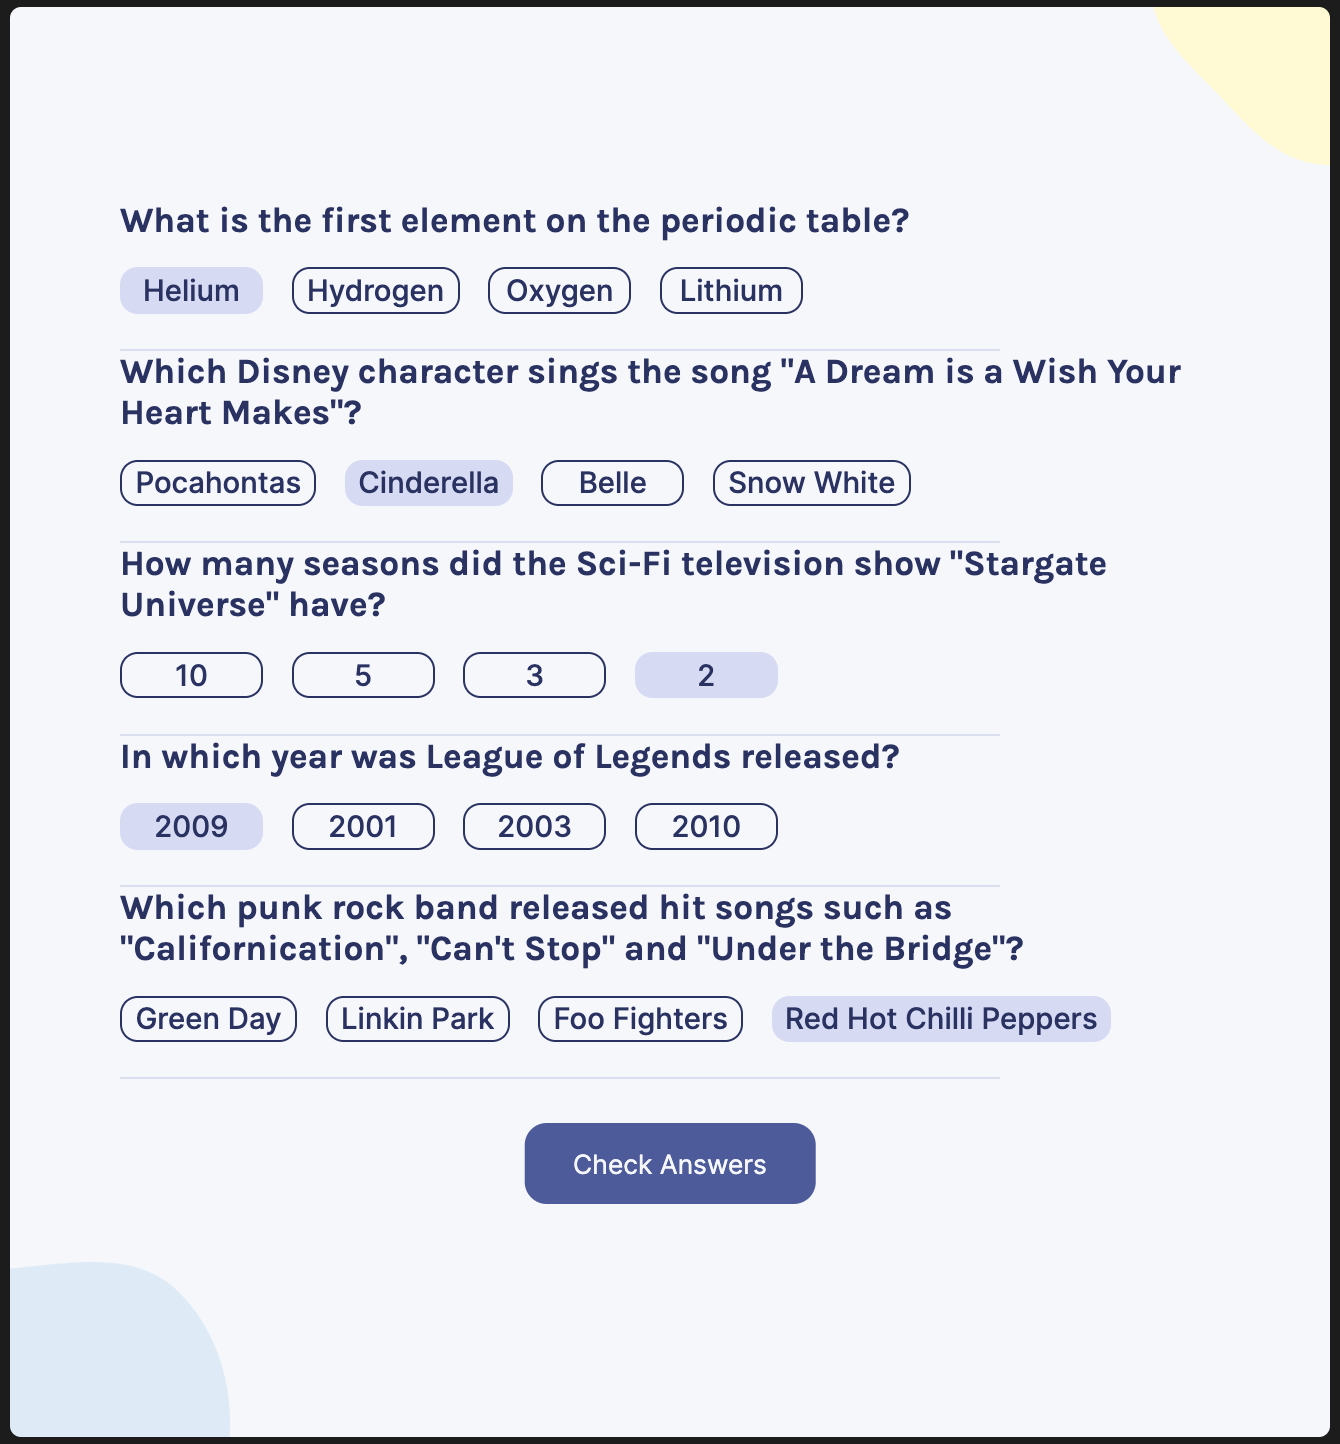 What is the first element on the periodic table?
Helium Hydrogen Oxygen Lithium
Which Disney character sings the song "A Dream is a Wish Your
Heart Makes"?
Pocahontas Cinderella Belle Snow White
How many seasons did the Sci-Fi television show "Stargate
Universe" have?
10 5 3 2
In which year was League of Legends released?
2009 2001 2003 2010
Which punk rock band released hit songs such as
"Californication", "Can't Stop" and "Under the Bridge"?
Green Day Linkin Park Foo Fighters Red Hot Chilli Peppers
Check Answers